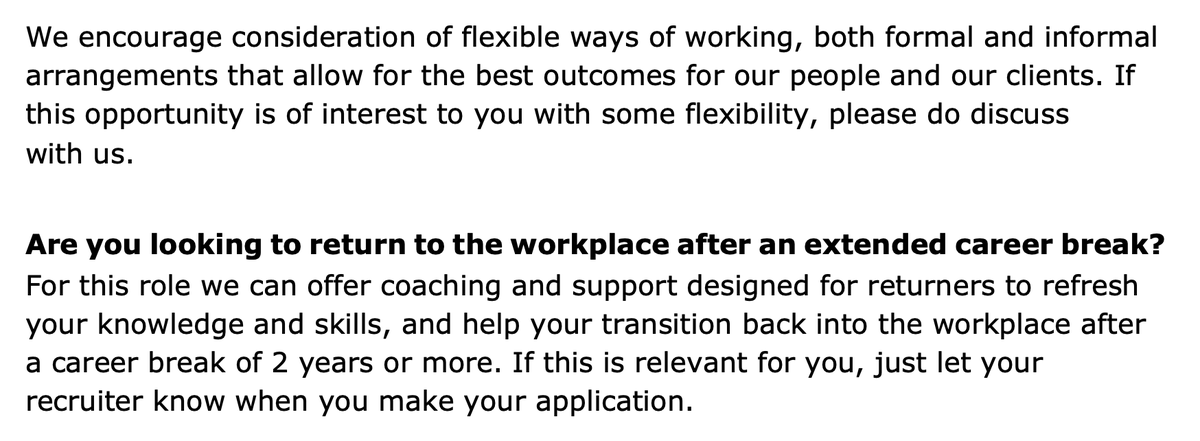 We encourage consideration of flexible ways of working, both formal and informal
arrangements that allow for the best outcomes for our people and our clients. If
this opportunity is of interest to you with some flexibility, please do discuss
with us.
Are you looking to return to the workplace after an extended career break?
For this role we can offer coaching and support designed for returners to refresh
your knowledge and skills, and help your transition back into the workplace after
a career break of 2 years or more. If this is relevant for you, just let your
recruiter know when you make your application.